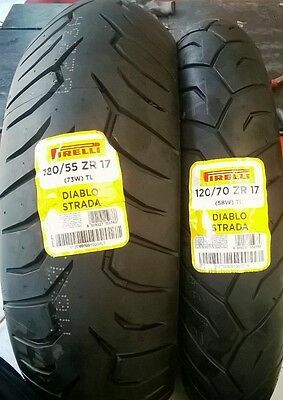 PIRELLI
180/55 ZR 17
(73W) TL
DIABLO
STRADA
PIRELLI
120/70 ZR 17
(58W) TL
DIABLO
STRADA